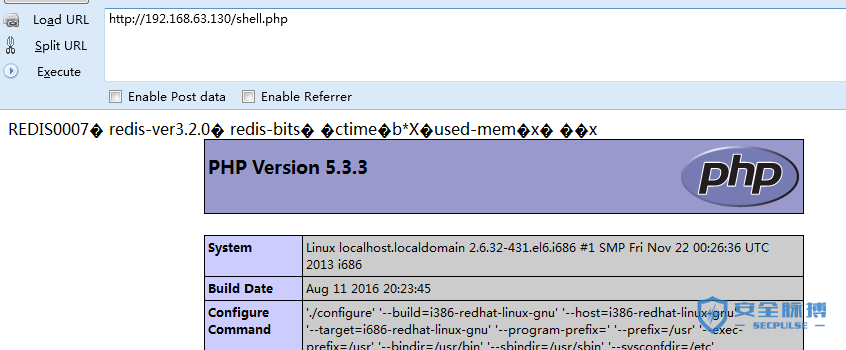 Load URL
http://192.168.63.130/shell.php
Split URL
Execute
Enable Post data
Enable Referrer
REDIS0007� redis-ver3.2.0� redis-bits� �ctime�b*X�used-mem�x� ��x
PHP Version 5.3.3
php
System
Linux localhost.localdomain 2.6.32-431.el6.i686 #1 SMP Fri Nov 22 00:26:36 UTC
2013 i686
Build Date
Aug 11 2016 20:23:45
Configure
Command
'./configure' '--build=i386-redhat-linux-gnu' '--host=i386-redhat-linux-gnu'
'--target=i686-redhat-linux-gnu' '--program-prefix=' '--prefix=/usr' '--exec-
prefix=/usr' '--bindir=/usr/bin' '--sbindir=/usr/sbin' '--sysconfdir=/etc'
安全脉搏
SECPULSE